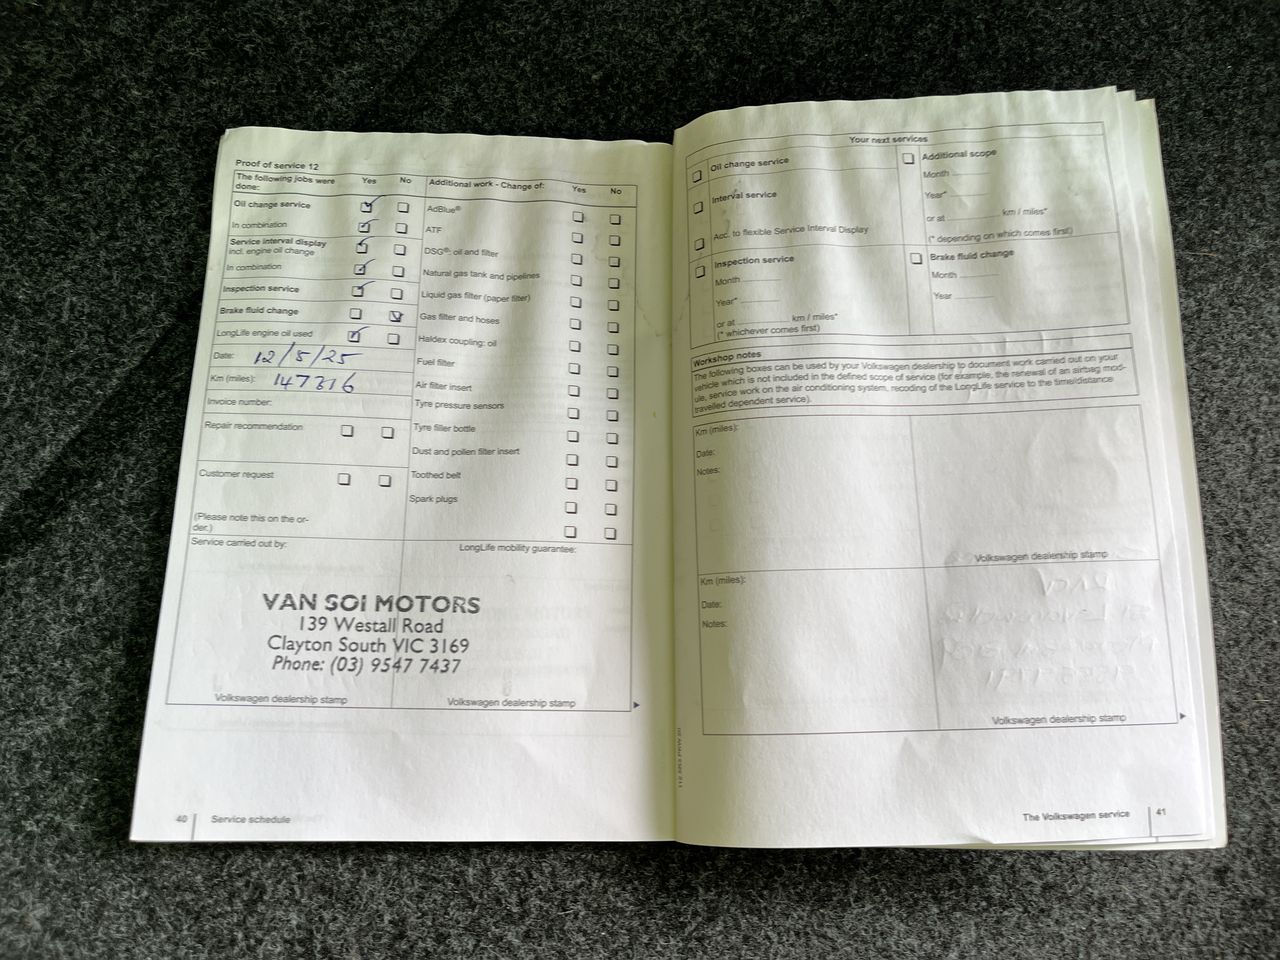 Proof of service 12
The following jobs were
done:
Yes
No
Oil change service
In combination
Service interval display
incl. engine oil change
In combination
Inspection service
Brake fluid change
LongLife engine oil used
Date: 12/5/25
Km (miles): 147316
Invoice number:
Repair recommendation
Customer request
(Please note this on the or-
der.)
Additional work - Change of:
Yes
No
AdBlue®
ATF
DSG®: oil and filter
Natural gas tank and pipelines
Liquid gas filter (paper filter)
Gas filter and hoses
Haldex coupling: oil
Fuel filter
Air filter insert
Tyre pressure sensors
Tyre filler bottle
Dust and pollen filter insert
Toothed belt
Spark plugs
Service carried out by:
LongLife mobility guarantee:
VAN SOI MOTORS
139 Westall Road
Clayton South VIC 3169
Phone: (03) 9547 7437
Volkswagen dealership stamp
Volkswagen dealership stamp
40
Service schedule
Your next services
Oil change service
Interval service
Acc. to flexible Service Interval Display
Inspection service
Month
Year*
or at km / miles*
(* whichever comes first)
Additional scope
Month
Year*
or at km / miles*
(* depending on which comes first)
Brake fluid change
Month
Year
Workshop notes
The following boxes can be used by your Volkswagen dealership to document work carried out on your
vehicle which is not included in the defined scope of service (for example, the renewal of an airbag mod-
ule, service work on the air conditioning system, recoding of the LongLife service to the time/distance
travelled dependent service).
Km (miles):
Date:
Notes:
Volkswagen dealership stamp
Km (miles):
Date:
Notes:
Volkswagen dealership stamp
The Volkswagen service
41